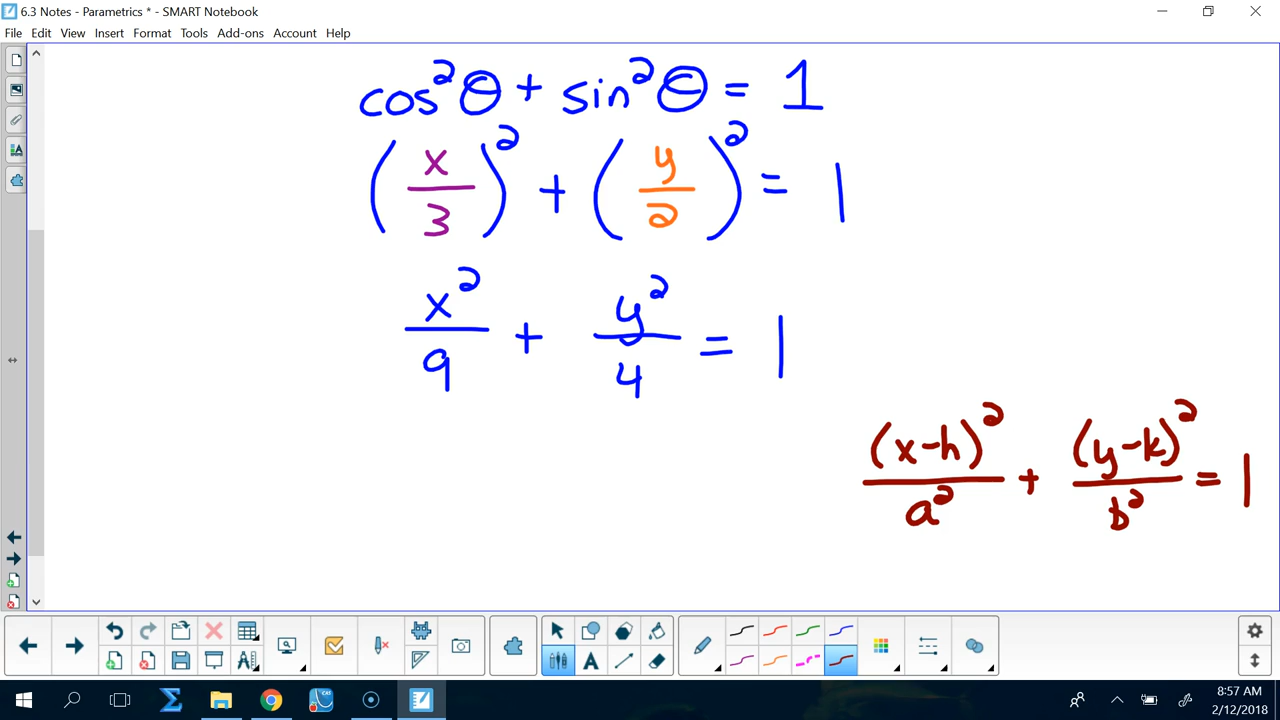 6.3 Notes - Parametrics * - SMART Notebook
File Edit View Insert Format Tools Add-ons Account Help
cos²θ + sin²θ = 1
(x/3)² + (y/2)² = 1
x²/9 + y²/4 = 1
(x-h)²/a² + (y-k)²/b² = 1
8:57 AM
2/12/2018